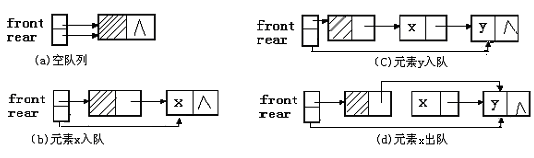 front
rear
∧
(a)空队列
front
rear
x
y
∧
(C)元素y入队
front
rear
x
∧
(b)元素x入队
front
rear
x
y
∧
(d)元素x出队